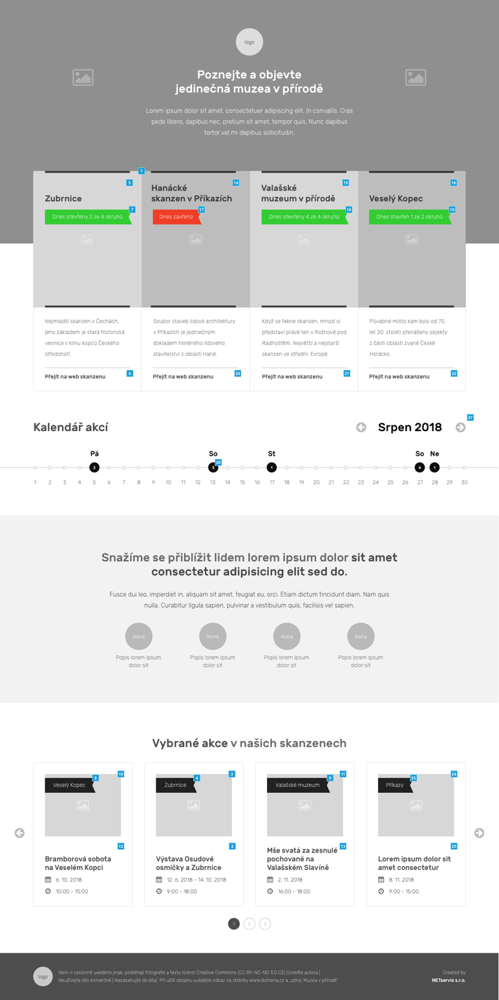 logo
Poznejte a objevte
jedinečná muzea v přírodě
Lorem ipsum dolor sit amet, consectetuer adipiscing elit. In convallis. Cras
pede libero, dapibus nec, pretium sit amet, tempor quis. Nunc dapibus
tortor vel mi dapibus sollicitudin.
1
5
Zubrnice
7
Dnes otevřeny 2 ze 4 okruhů
14
Hanácké
skanzen v Příkazích
17
Dnes zavřeno
15
Valašské
muzeum v přírodě
18
Dnes otevřeny 4 ze 4 okruhů
16
Veselý Kopec
19
Dnes otevřen 1 ze 2 okruhů
Nejmladší skanzen v Čechách,
jeho základem je stará historická
vesnice v klínu kopců Českého
středohoří.
6
Přejít na web skanzenu
Soubor staveb lidové architektury
v Příkazích je jedinečným
dokladem hliněného lidového
stavitelství z oblasti Hané.
20
Přejít na web skanzenu
Když se řekne skanzen, mnozí si
představí právě ten v Rožnově pod
Radhoštěm. Největší a nejstarší
skanzen ve střední. Evropě
21
Přejít na web skanzenu
Půvabné místo kam byly od 70.
let 20. století přenášeny objekty
z části oblasti zvané České
Horácko.
22
Přejít na web skanzenu
27
Kalendář akcí
Srpen 2018
Pá So St So Ne
26
2 3 1 4 1
1 2 3 4 5 6 7 8 9 10 11 12 13 14 15 16 17 18 19 20 21 22 23 24 25 26 27 28 29 30
Snažíme se přiblížit lidem lorem ipsum dolor sit amet
consectetur adipisicing elit sed do.
Fusce dui leo, imperdiet in, aliquam sit amet, feugiat eu, orci. Etiam dictum tincidunt diam. Nam quis
nulla. Curabitur ligula sapien, pulvinar a vestibulum quis, facilisis vel sapien.
ikona
Popis lorem ipsum
dolor sit
ikona
Popis lorem ipsum
dolor sit
ikona
Popis lorem ipsum
dolor sit
ikona
Popis lorem ipsum
dolor sit
Vybrané akce v našich skanzenech
10
8
Veselý Kopec
12
Bramborová sobota
na Veselém Kopci
6. 10. 2018
10:00 - 15:00
3
4
Zubrnice
2
Výstava Osudové
osmičky a Zubrnice
12. 6. 2018 - 14. 10. 2018
9:00 - 18:00
11
9
Valašské muzeum
13
Mše svatá za zesnulé
pochované na
Valašském Slavíně
2. 11. 2018
16:00 - 18:00
24
23
Příkazy
25
Lorem ipsum dolor sit
amet consectetur
8. 11. 2018
9:00 - 15:00
1 2 3
logo
Není-li výslovně uvedeno jinak, podléhají fotografie a texty licenci Creative Commons (CC BY-NC-ND 3.0 CZ) (Uveďte autora |
Neužívejte dílo komerčně | Nezasahujte do díla). Při užití obsahu uvádějte odkaz na stránky www.domena.cz a „zdroj: Muzea v přírodě"
Created by
NETservis s.r.o.